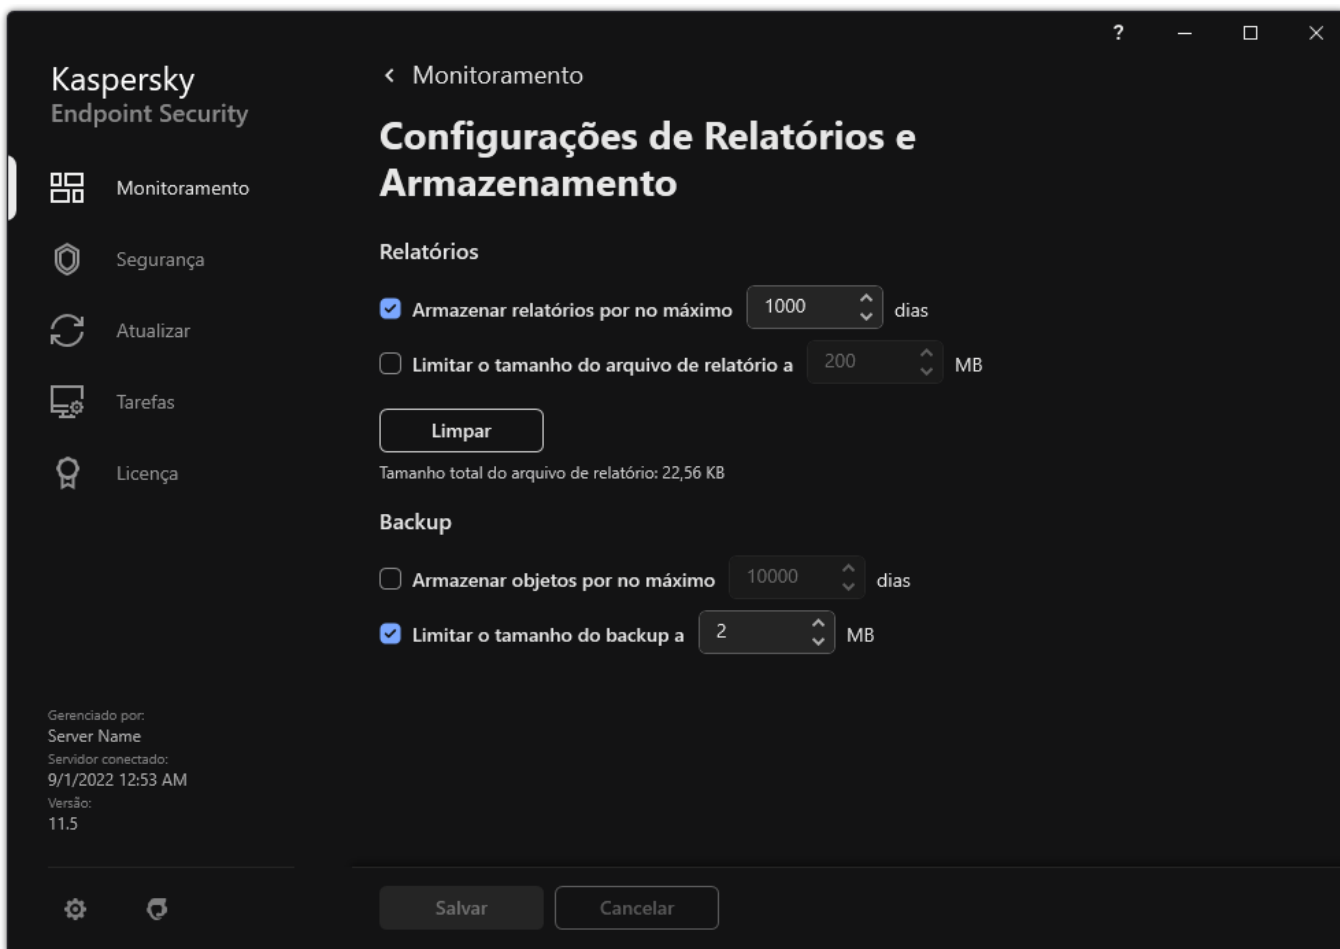 ?
Kaspersky
Endpoint Security
Monitoramento
Segurança
Atualizar
Tarefas
Licença
Gerenciado por:
Server Name
Servidor conectado:
9/1/2022 12:53 AM
Versão:
11.5
Monitoramento
Configurações de Relatórios e
Armazenamento
Relatórios
Armazenar relatórios por no máximo 1000 dias
Limitar o tamanho do arquivo de relatório a 200 MB
Limpar
Tamanho total do arquivo de relatório: 22,56 KB
Backup
Armazenar objetos por no máximo 10000 dias
Limitar o tamanho do backup a 2 MB
Salvar Cancelar